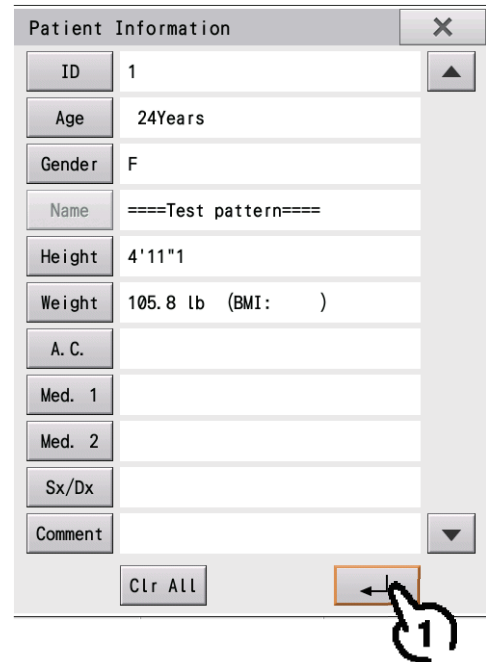 Patient Information
ID 1
Age 24Years
Gender F
Name ====Test pattern====
Height 4'11"1
Weight 105.8 lb (BMI: )
A.C.
Med. 1
Med. 2
Sx/Dx
Comment
Clr All
1